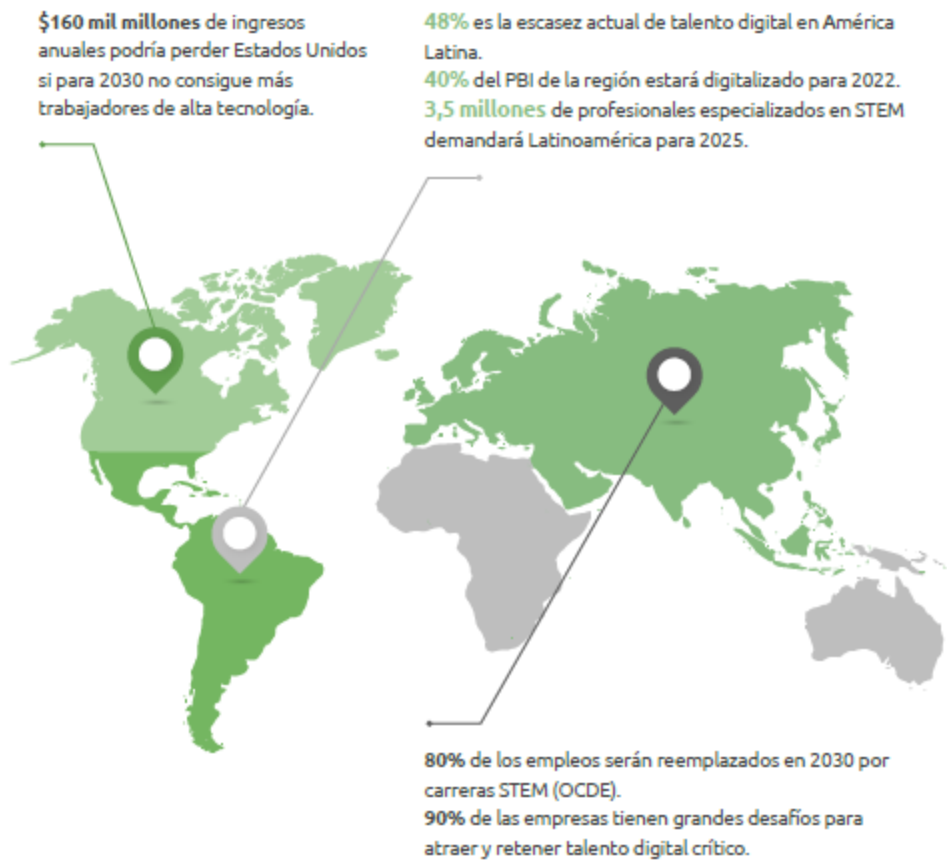 $160 mil millones de ingresos
anuales podría perder Estados Unidos
si para 2030 no consigue más
trabajadores de alta tecnología.
48% es la escasez actual de talento digital en América
Latina.
40% del PBI de la región estará digitalizado para 2022.
3,5 millones de profesionales especializados en STEM
demandará Latinoamérica para 2025.
80% de los empleos serán reemplazados en 2030 por
carreras STEM (OCDE).
90% de las empresas tienen grandes desafíos para
atraer y retener talento digital crítico.